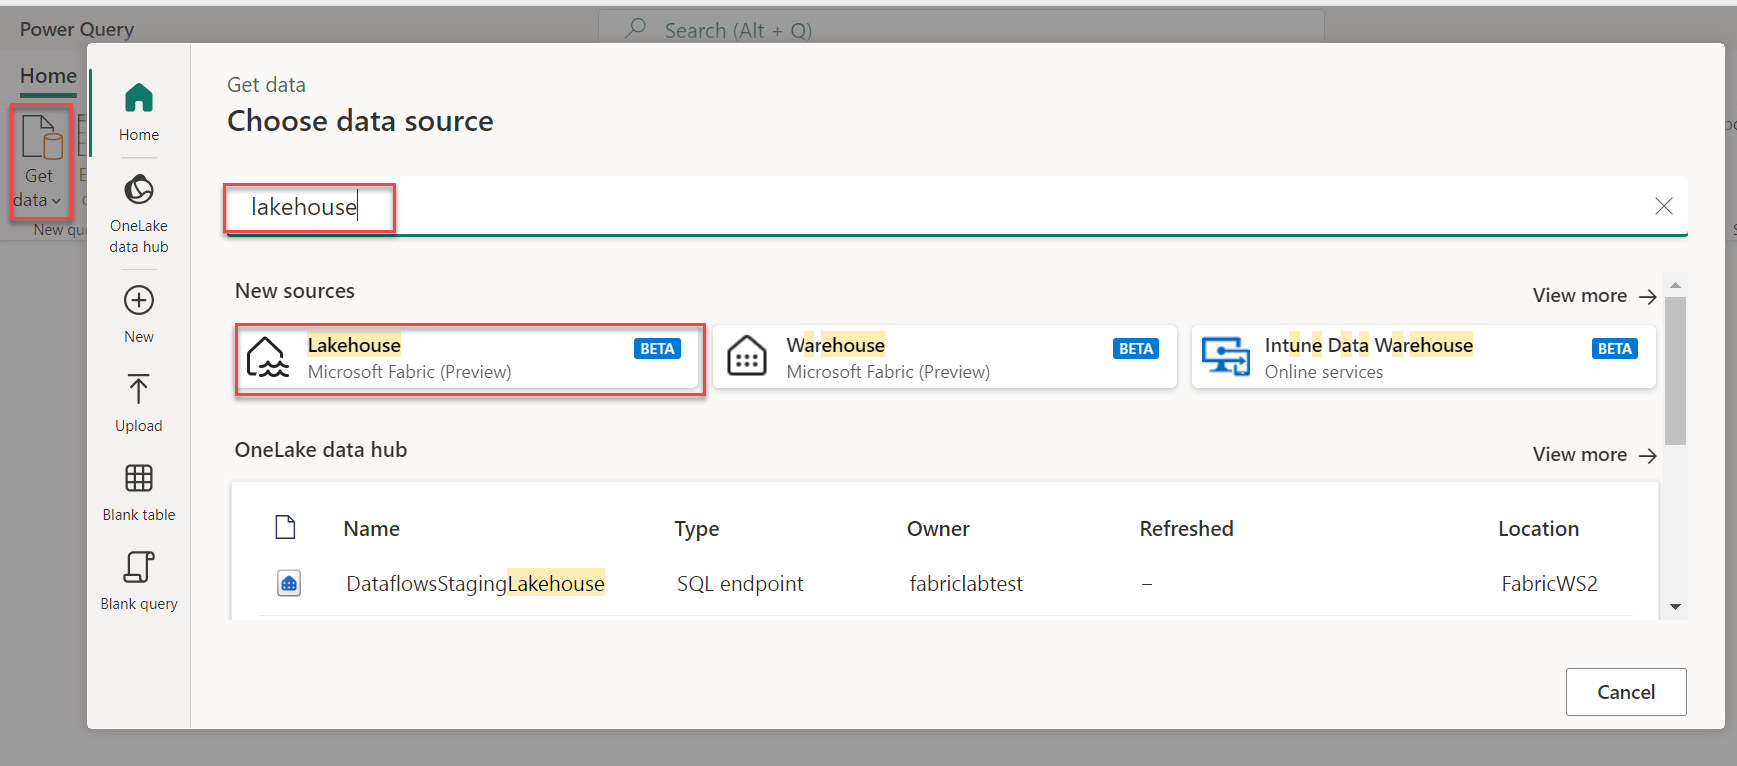 Power Query
Search (Alt + Q)
Home
Get
data
New
Home
OneLake
data hub
New
Upload
Blank table
Blank query
Get data
Choose data source
lakehouse
New sources
View more
Lakehouse
BETA
Microsoft Fabric (Preview)
Warehouse
BETA
Microsoft Fabric (Preview)
Intune Data Warehouse
BETA
Online services
OneLake data hub
View more
Name Type Owner Refreshed Location
DataflowsStagingLakehouse SQL endpoint fabriclabtest – FabricWS2
Cancel